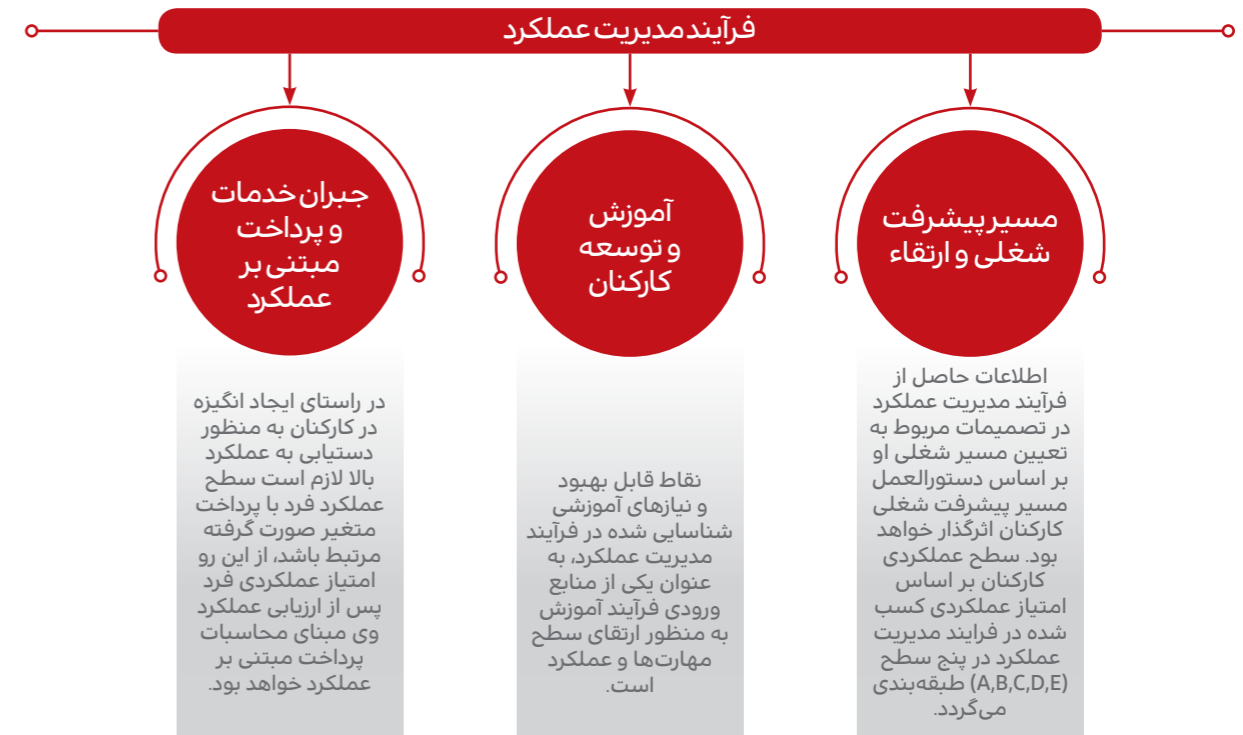 فرآیند مدیریت عملکرد
مسیر پیشرفت
شغلی و ارتقاء
اطلاعات حاصل از
فرآیند مدیریت عملکرد
در تصمیمات مربوط به
تعیین مسیر شغلی او
بر اساس دستورالعمل
مسیر پیشرفت شغلی
کارکنان اثرگذار خواهد
بود. سطح عملکردی
کارکنان بر اساس
امتیاز عملکردی کسب
شده در فرایند مدیریت
عملکرد در پنج سطح
(A,B,C,D,E) طبقه‌بندی
می‌گردد.
آموزش
و توسعه
کارکنان
نقاط قابل بهبود
و نیازهای آموزشی
شناسایی شده در فرآیند
مدیریت عملکرد، به
عنوان یکی از منابع
ورودی فرآیند آموزش
به منظور ارتقای سطح
مهارت‌ها و عملکرد
است.
جبران خدمات
و پرداخت
مبتنی بر
عملکرد
در راستای ایجاد انگیزه
در کارکنان به منظور
دستیابی به عملکرد
بالا لازم است سطح
عملکرد فرد با پرداخت
متغیر صورت گرفته
مرتبط باشد، از این رو
امتیاز عملکردی فرد
پس از ارزیابی عملکرد
وی مبنای محاسبات
پرداخت مبتنی بر
عملکرد خواهد بود.